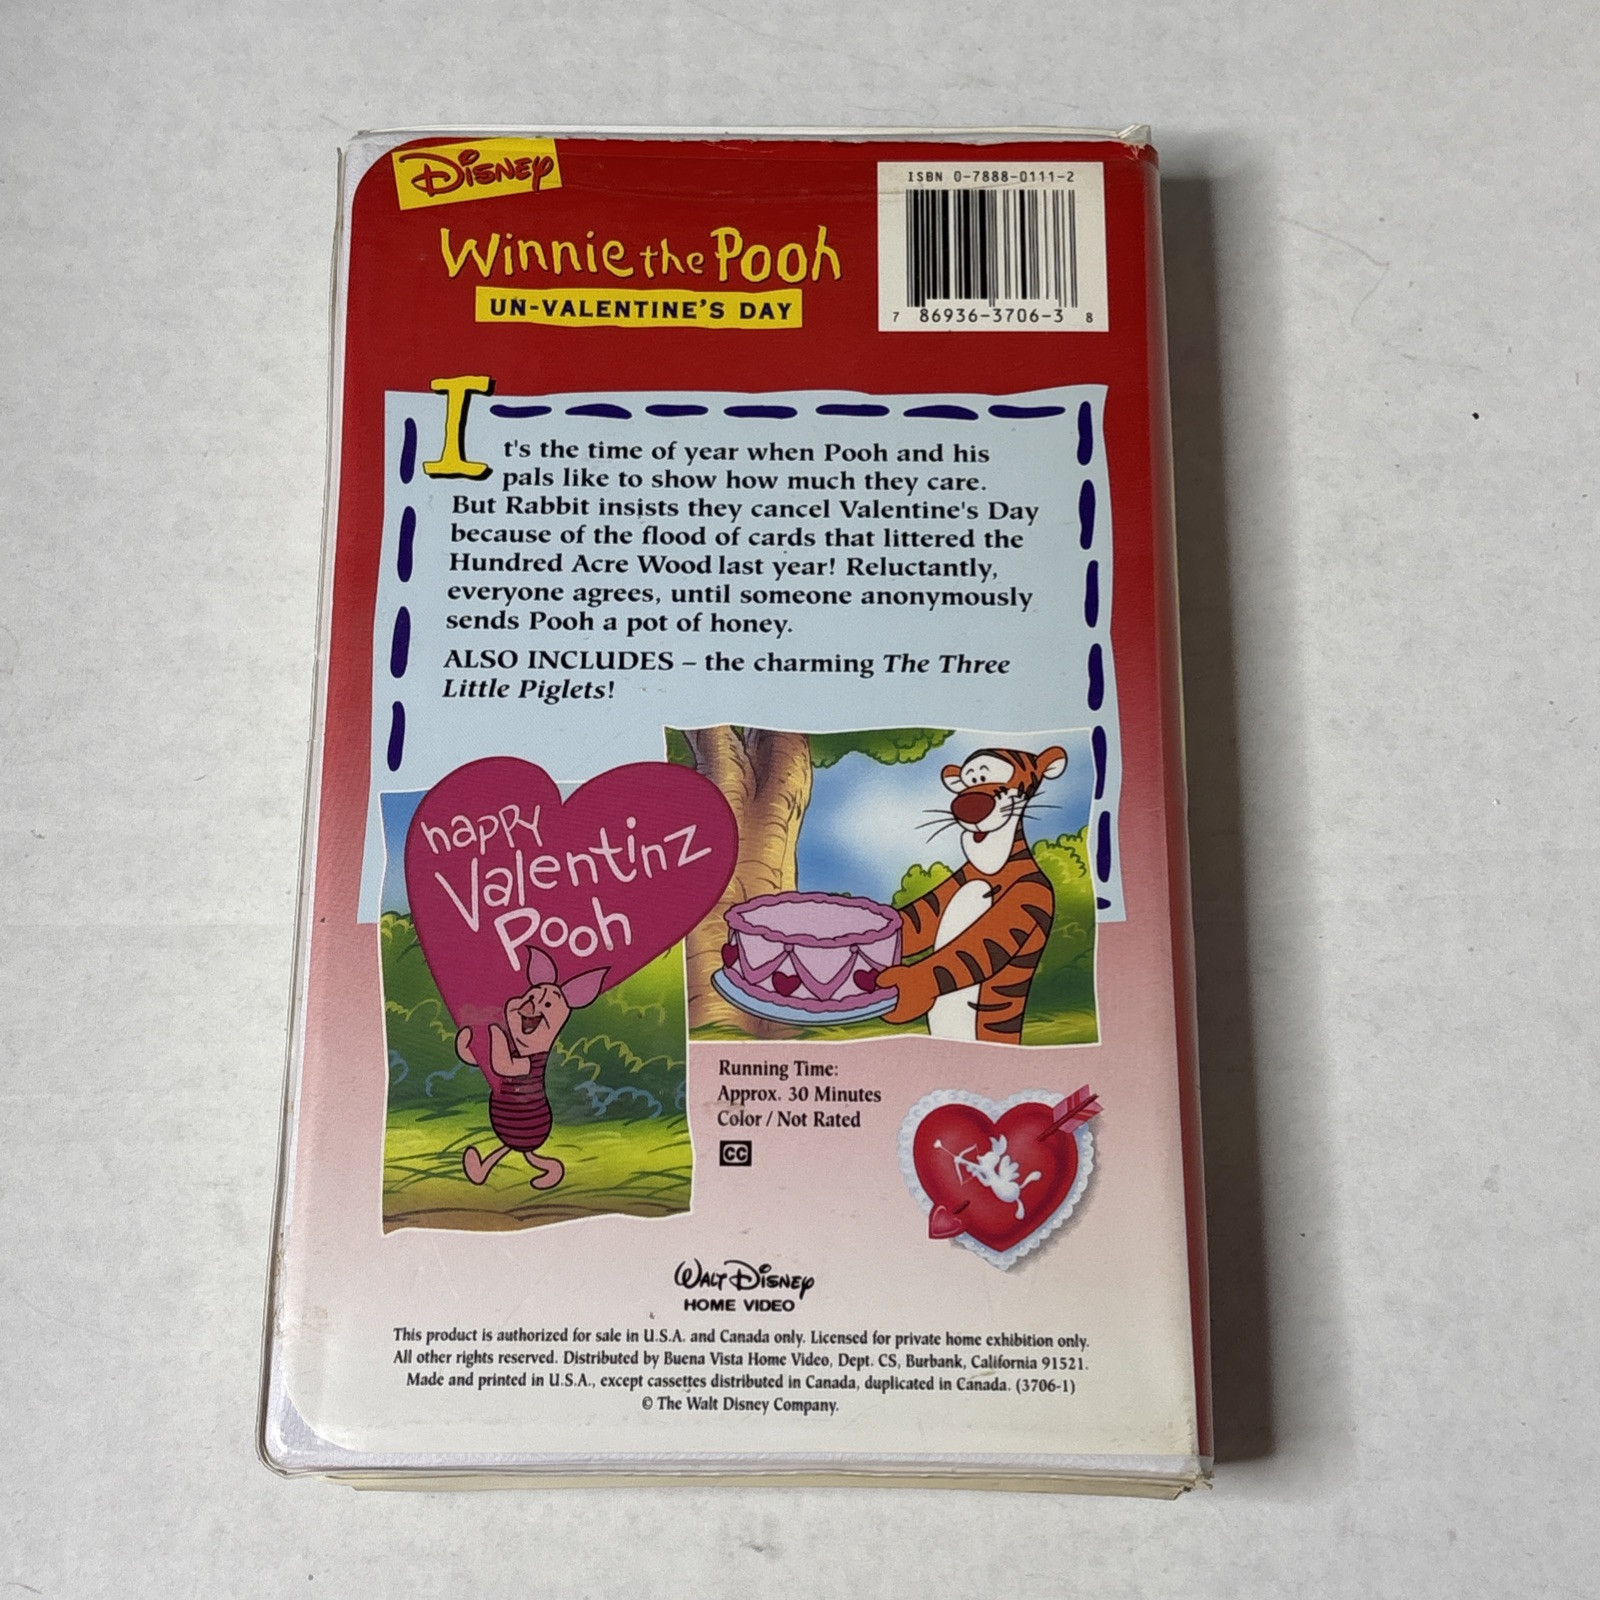 Disney
ISBN 0-7888-0111-2
Winnie the Pooh
UN-VALENTINE'S DAY
7 86936-3706-3 8
It's the time of year when Pooh and his
pals like to show how much they care.
But Rabbit insists they cancel Valentine's Day
because of the flood of cards that littered the
Hundred Acre Wood last year! Reluctantly,
everyone agrees, until someone anonymously
sends Pooh a pot of honey.
ALSO INCLUDES – the charming The Three
Little Piglets!
happy
Valentinz
Pooh
Running Time:
Approx. 30 Minutes
Color / Not Rated
CC
Walt Disney
HOME VIDEO
This product is authorized for sale in U.S.A. and Canada only. Licensed for private home exhibition only.
All other rights reserved. Distributed by Buena Vista Home Video, Dept. CS, Burbank, California 91521.
Made and printed in U.S.A., except cassettes distributed in Canada, duplicated in Canada. (3706-1)
© The Walt Disney Company.